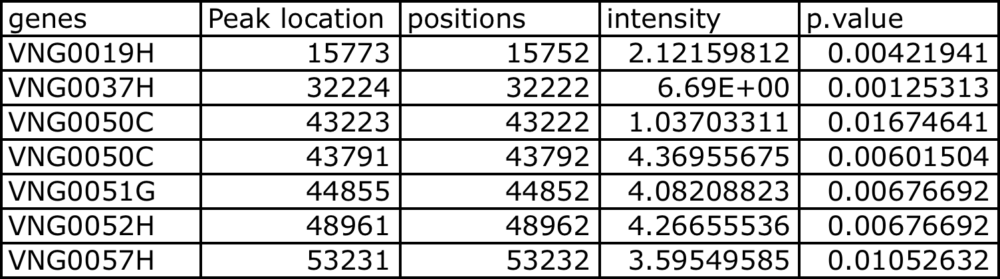 genes Peak location positions intensity p.value
VNG0019H 15773 15752 2.12159812 0.00421941
VNG0037H 32224 32222 6.69E+00 0.00125313
VNG0050C 43223 43222 1.03703311 0.01674641
VNG0050C 43791 43792 4.36955675 0.00601504
VNG0051G 44855 44852 4.08208823 0.00676692
VNG0052H 48961 48962 4.26655536 0.00676692
VNG0057H 53231 53232 3.59549585 0.01052632